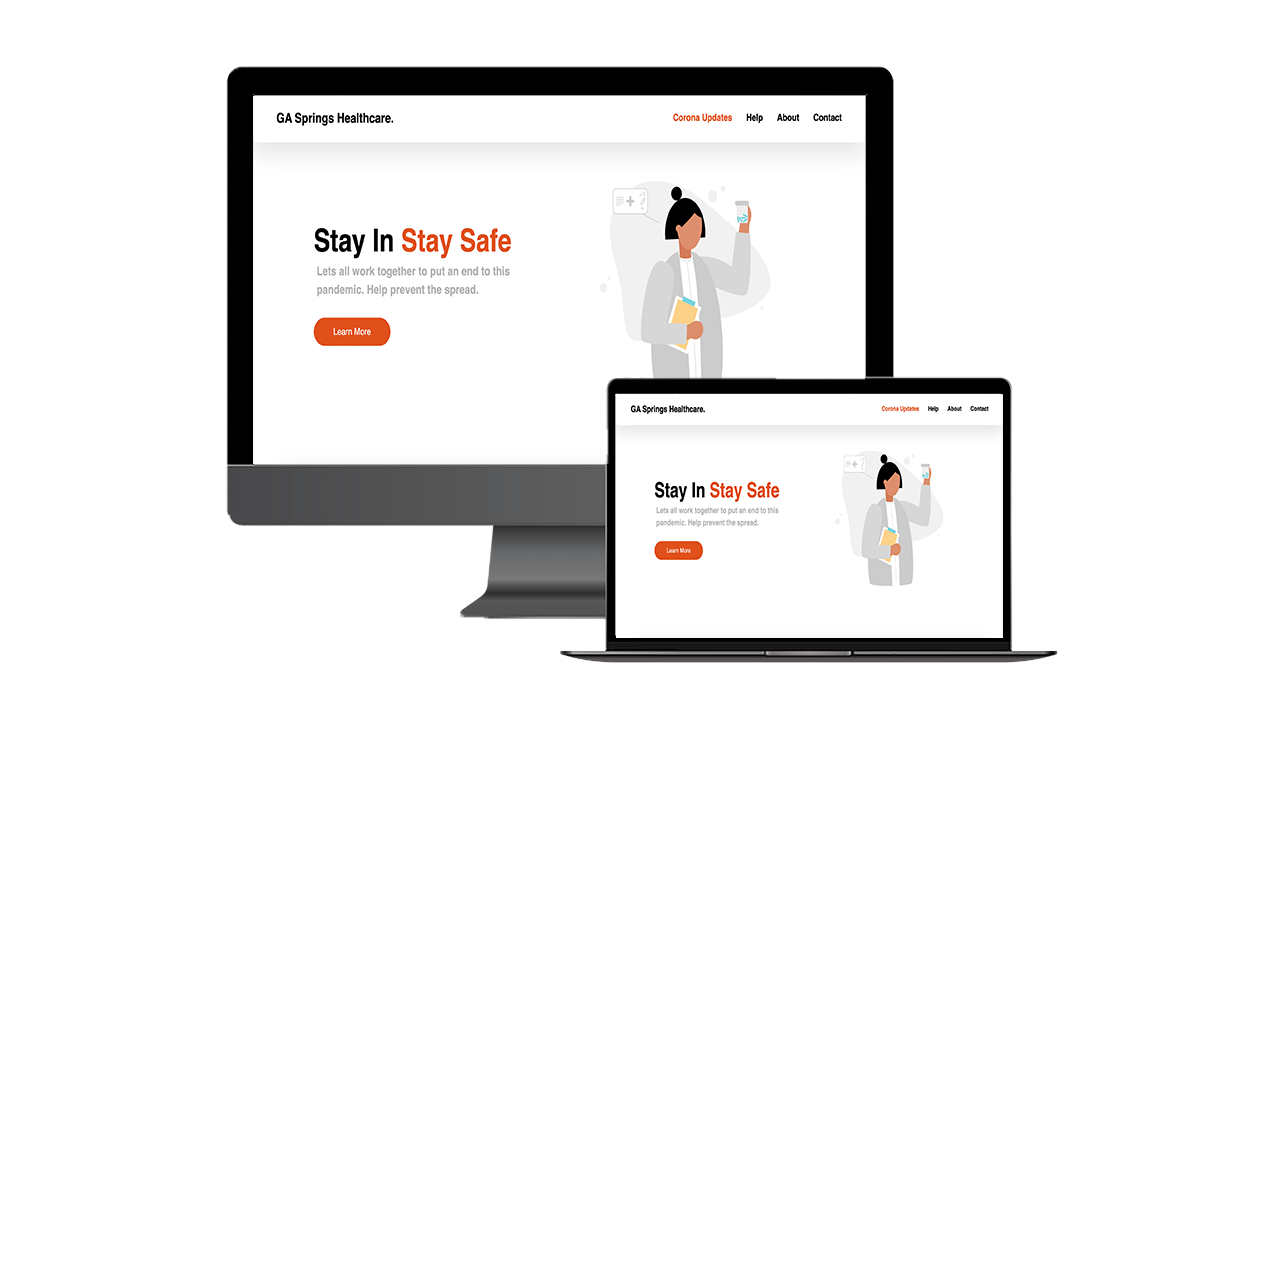 GA Springs Healthcare.
Corona Updates Help About Contact
Stay In Stay Safe
Lets all work together to put an end to this
pandemic. Help prevent the spread.
Learn More
GA Springs Healthcare.
Corona Updates Help About Contact
Stay In Stay Safe
Lets all work together to put an end to this
pandemic. Help prevent the spread.
Learn More